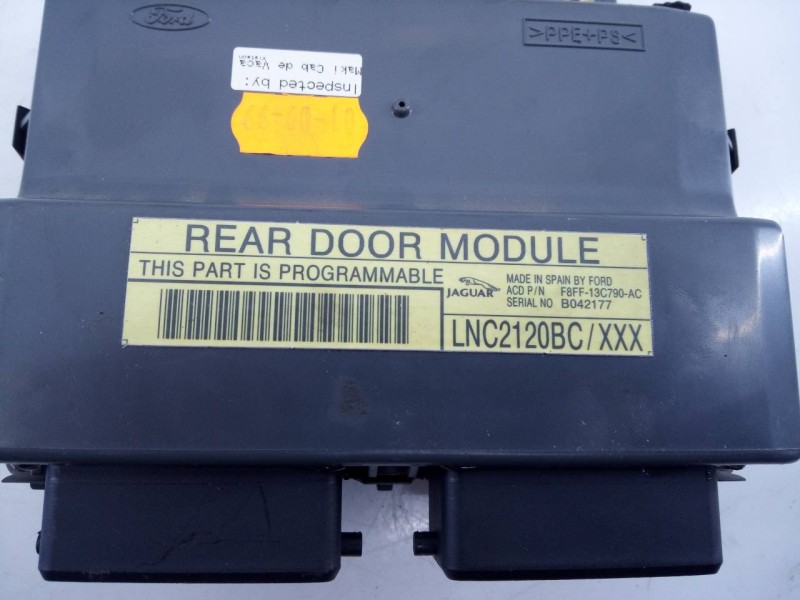 Ford
>PPE+PS<
Inspected by:
Maki Cab de Vaca
REAR DOOR MODULE
THIS PART IS PROGRAMMABLE
JAGUAR
MADE IN SPAIN BY FORD
ACD P/N F8FF-13C790-AC
SERIAL NO B042177
LNC2120BC/XXX